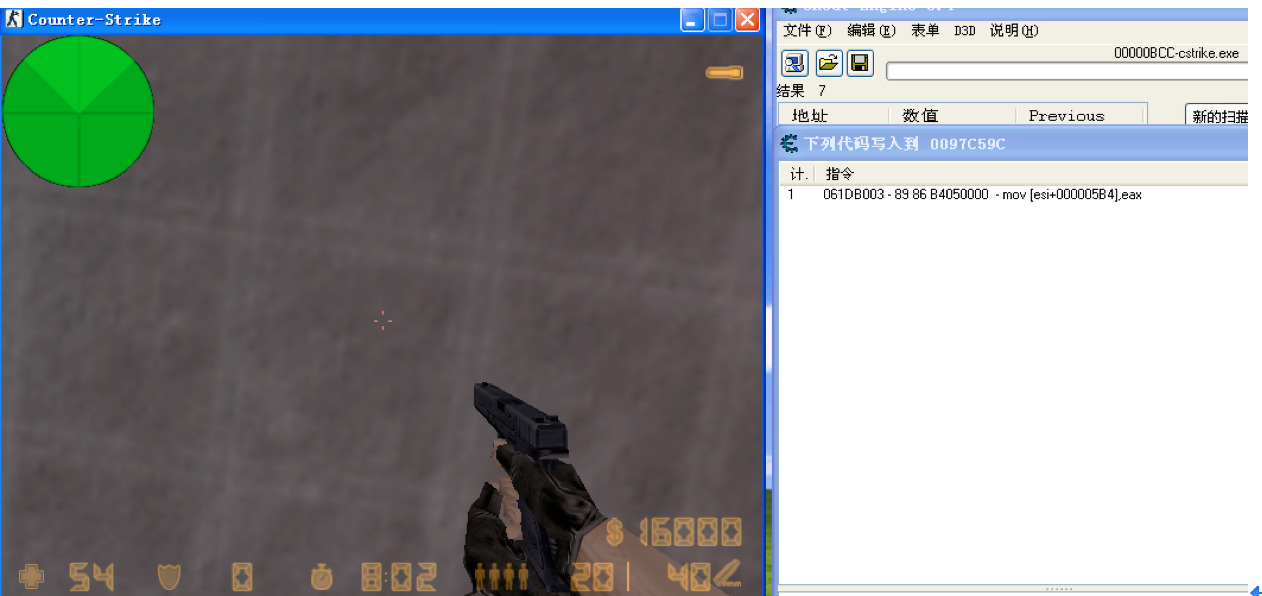 Counter-Strike
Cheat Engine
文件(F) 编辑(E) 表单 D3D 说明(H)
00000BCC-cstrike.exe
结果 7
地址 数值 Previous
新的扫描
下列代码写入到 0097C59C
计. 指令
1 061DB003 - 89 86 B4050000 - mov [esi+000005B4],eax
$ 16000
54 0 8:02 20 | 40